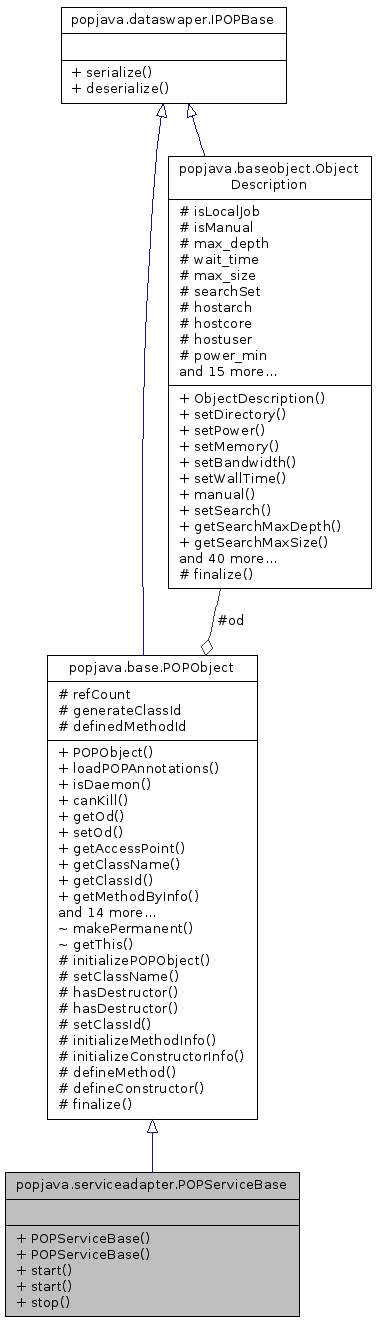 popjava.dataswaper.IPOPBase
+ serialize()
+ deserialize()
popjava.baseobject.Object
Description
# isLocalJob
# isManual
# max_depth
# wait_time
# max_size
# searchSet
# hostarch
# hostcore
# hostuser
# power_min
and 15 more...
+ ObjectDescription()
+ setDirectory()
+ setPower()
+ setMemory()
+ setBandwidth()
+ setWallTime()
+ manual()
+ setSearch()
+ getSearchMaxDepth()
+ getSearchMaxSize()
and 40 more...
# finalize()
#od
popjava.base.POPObject
# refCount
# generateClassId
# definedMethodId
+ POPObject()
+ loadPOPAnnotations()
+ isDaemon()
+ canKill()
+ getOd()
+ setOd()
+ getAccessPoint()
+ getClassName()
+ getClassId()
+ getMethodByInfo()
and 14 more...
~ makePermanent()
~ getThis()
# initializePOPObject()
# setClassName()
# hasDestructor()
# hasDestructor()
# setClassId()
# initializeMethodInfo()
# initializeConstructorInfo()
# defineMethod()
# defineConstructor()
# finalize()
popjava.serviceadapter.POPServiceBase
+ POPServiceBase()
+ POPServiceBase()
+ start()
+ start()
+ stop()